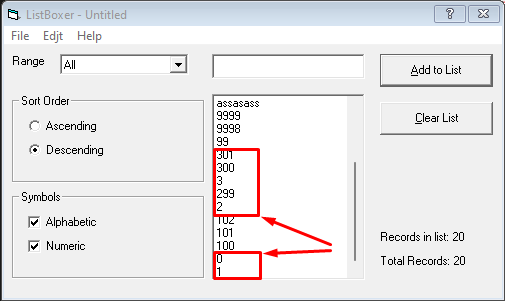 ListBoxer - Untitled
File Edjt Help
Range All
Add to List
Sort Order
Ascending
Descending
Clear List
Symbols
Alphabetic
Numeric
assasass
9999
9998
99
301
300
3
299
2
102
101
100
0
1
Records in list: 20
Total Records: 20